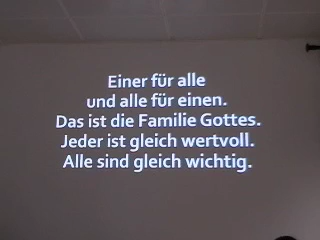 Einer für alle
und alle für einen.
Das ist die Familie Gottes.
Jeder ist gleich wertvoll.
Alle sind gleich wichtig.